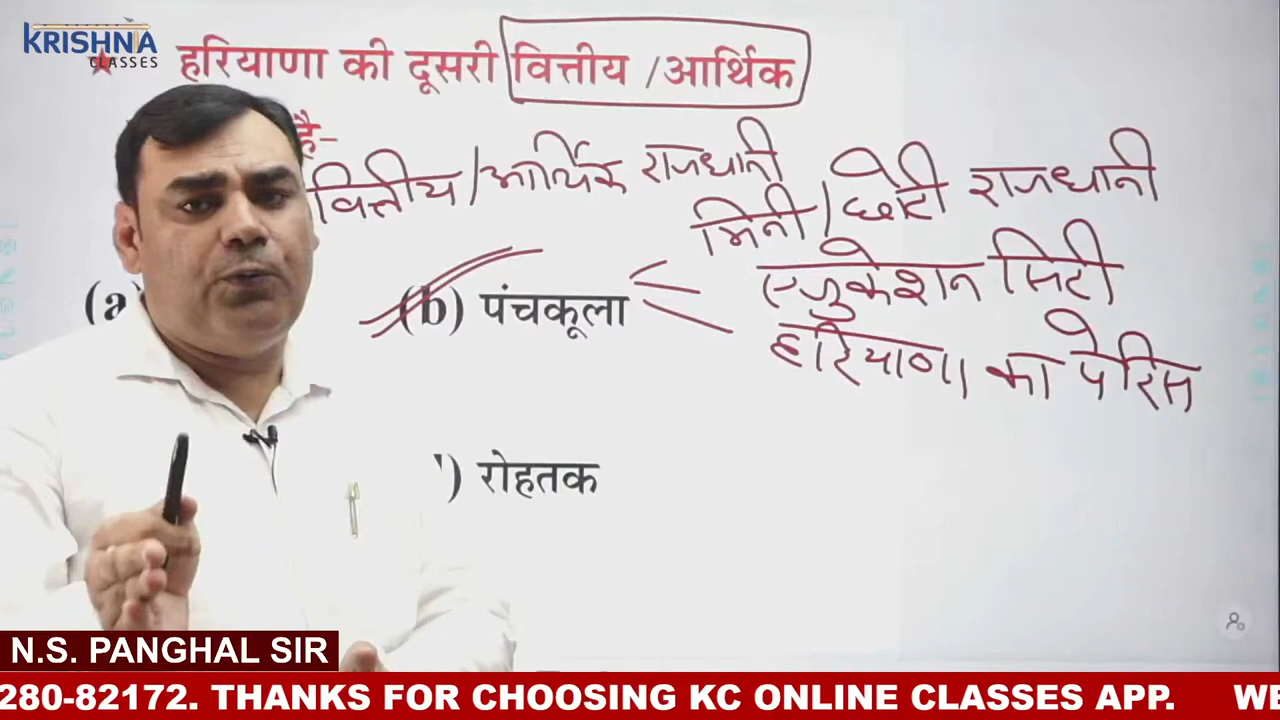 KRISHNA
CLASSES
हरियाणा की दूसरी वित्तीय /आर्थिक
है-
वित्तीय/आर्थिक राजधानी
मिनी/छोटी राजधानी
(a)
(b) पंचकूला
एजुकेशन सिटी
हरियाणा का पेरिस
) रोहतक
N.S. PANGHAL SIR
280-82172. THANKS FOR CHOOSING KC ONLINE CLASSES APP. WE